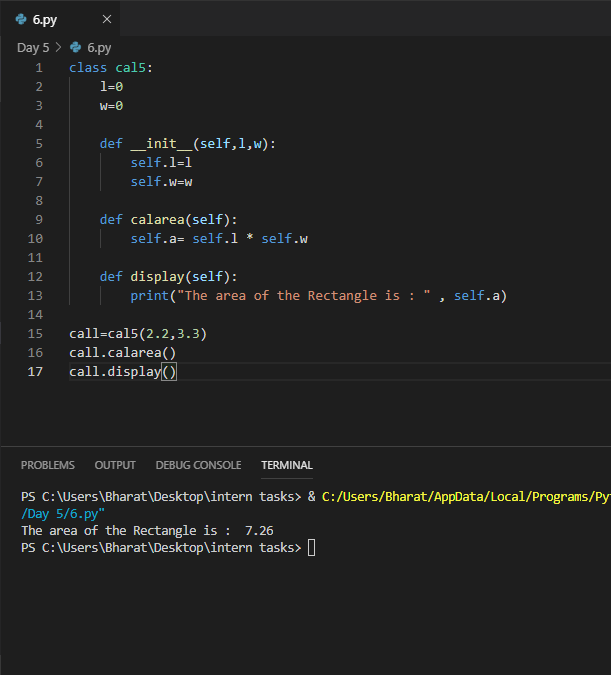 6.py
Day 5 > 6.py
1 class cal5:
2     l=0
3     w=0
4
5     def __init__(self,l,w):
6         self.l=l
7         self.w=w
8
9     def calarea(self):
10         self.a= self.l * self.w
11
12     def display(self):
13         print("The area of the Rectangle is : " , self.a)
14
15 call=cal5(2.2,3.3)
16 call.calarea()
17 call.display()
PROBLEMS OUTPUT DEBUG CONSOLE TERMINAL
PS C:\Users\Bharat\Desktop\intern tasks> & C:/Users/Bharat/AppData/Local/Programs/Py
/Day 5/6.py"
The area of the Rectangle is :  7.26
PS C:\Users\Bharat\Desktop\intern tasks>